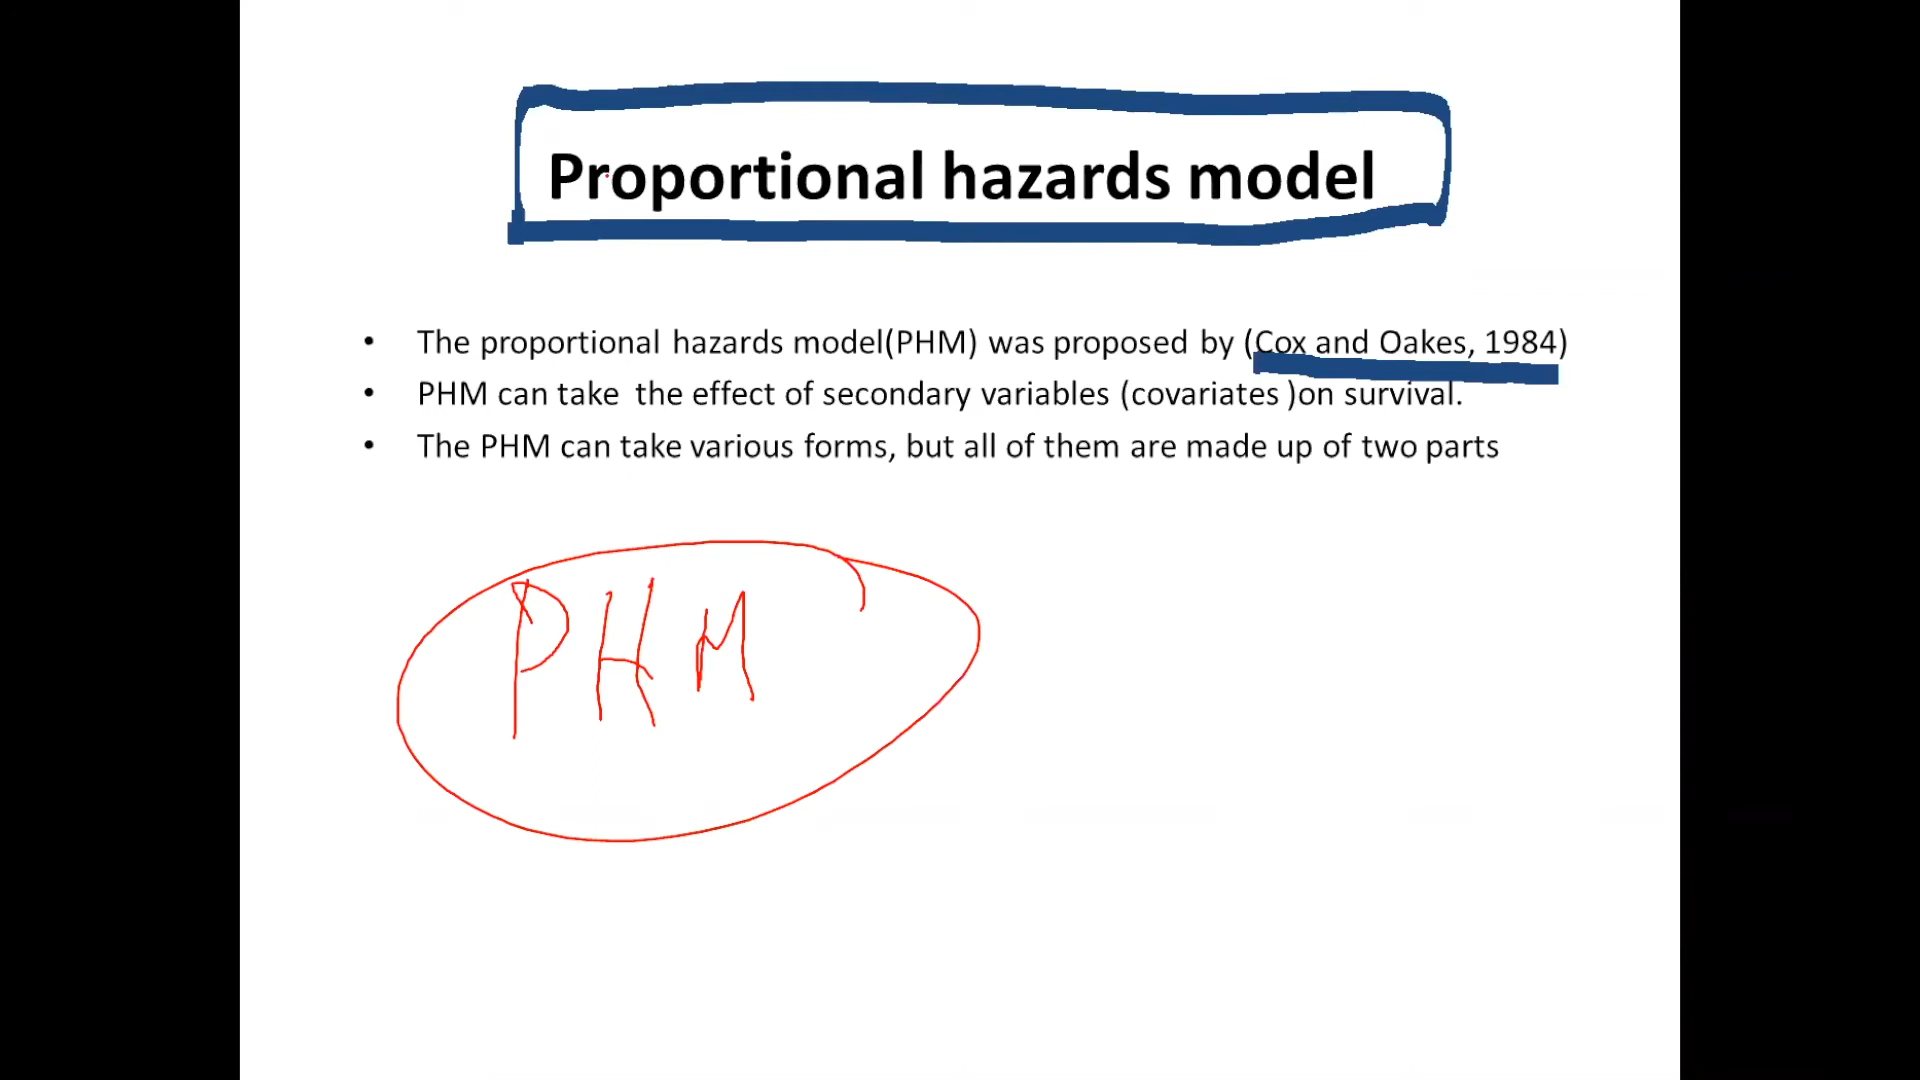 Proportional hazards model
• The proportional hazards model(PHM) was proposed by (Cox and Oakes, 1984)
• PHM can take the effect of secondary variables (covariates )on survival.
• The PHM can take various forms, but all of them are made up of two parts
PHM